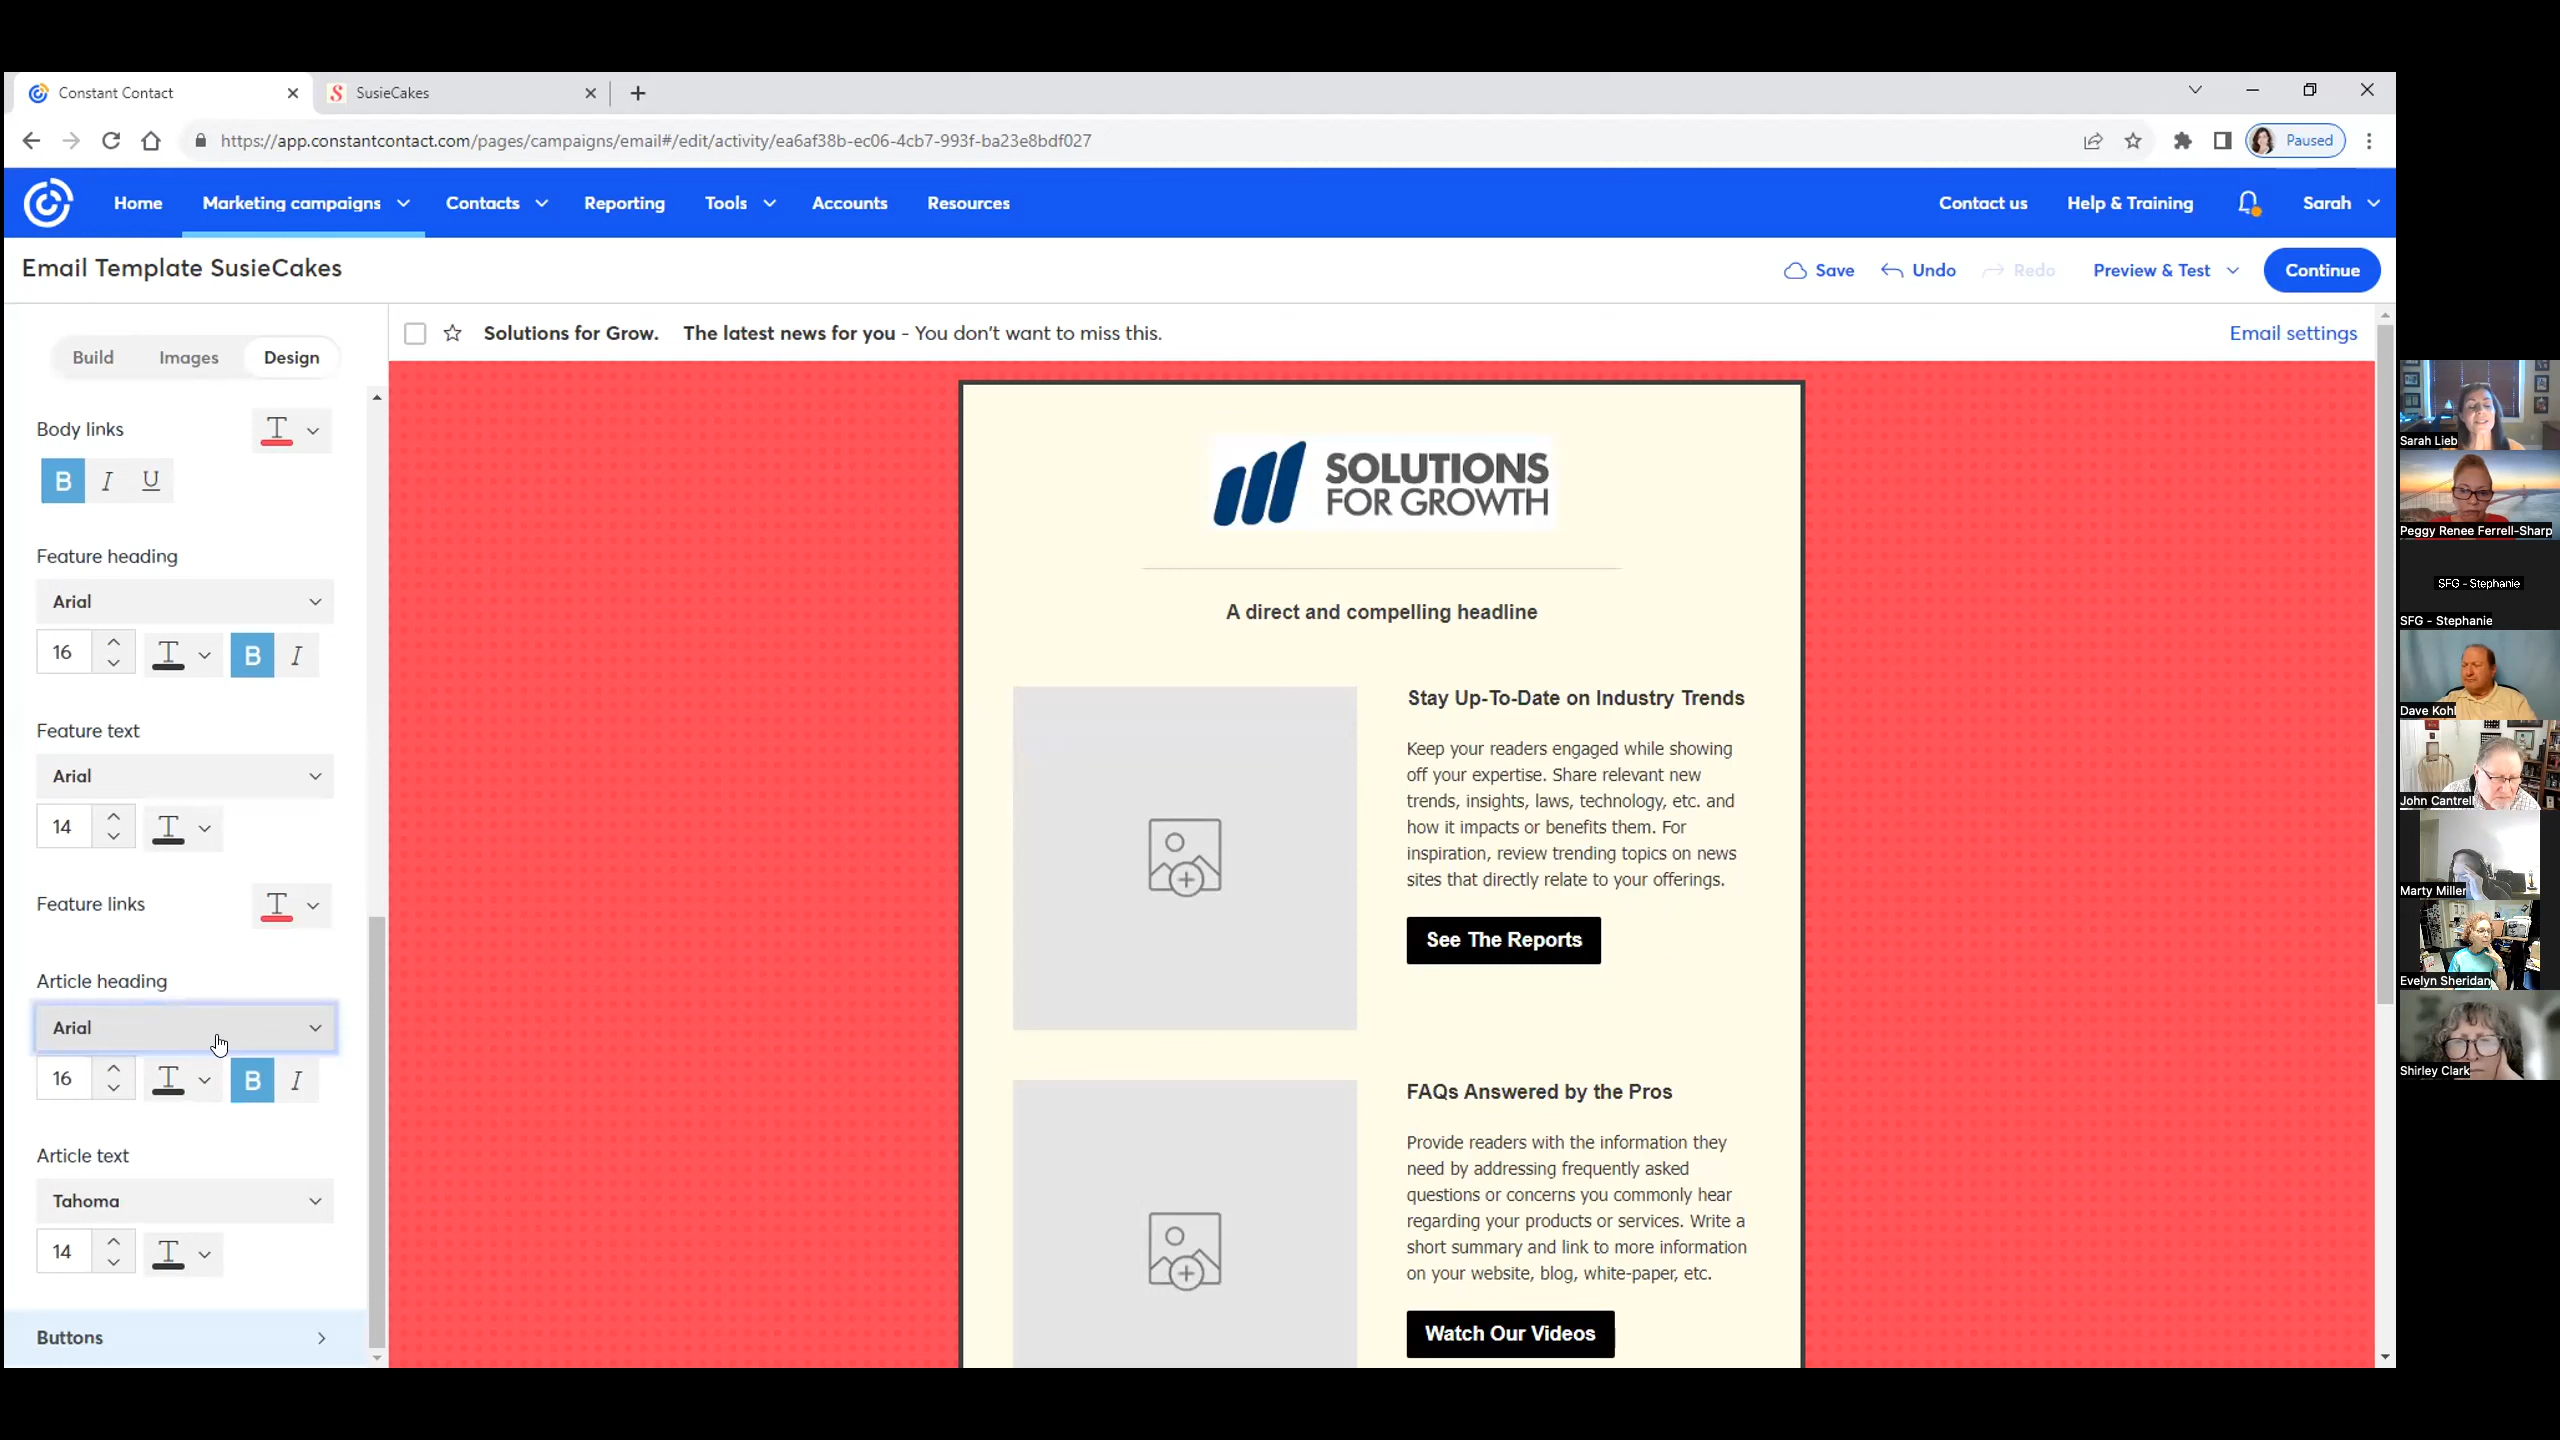 Constant Contact
SusieCakes
https://app.constantcontact.com/pages/campaigns/email#/edit/activity/ea6af38b-ec06-4cb7-993f-ba23e8bdf027
Paused
Home
Marketing campaigns
Contacts
Reporting
Tools
Accounts
Resources
Contact us
Help & Training
Sarah
Email Template SusieCakes
Save
Undo
Redo
Preview & Test
Continue
Build
Images
Design
Solutions for Grow. The latest news for you - You don't want to miss this.
Email settings
Body links
T
B I U
Feature heading
Arial
16 T B I
Feature text
Arial
14 T
Feature links
T
Article heading
Arial
16 T B I
Article text
Tahoma
14 T
Buttons
SOLUTIONS
FOR GROWTH
A direct and compelling headline
Stay Up-To-Date on Industry Trends
Keep your readers engaged while showing
off your expertise. Share relevant new
trends, insights, laws, technology, etc. and
how it impacts or benefits them. For
inspiration, review trending topics on news
sites that directly relate to your offerings.
See The Reports
FAQs Answered by the Pros
Provide readers with the information they
need by addressing frequently asked
questions or concerns you commonly hear
regarding your products or services. Write a
short summary and link to more information
on your website, blog, white-paper, etc.
Watch Our Videos
Sarah Lieb
Peggy Renee Ferrell-Sharp
SFG - Stephanie
SFG - Stephanie
Dave Kohl
John Cantrell
Marty Miller
Evelyn Sheridan
Shirley Clark